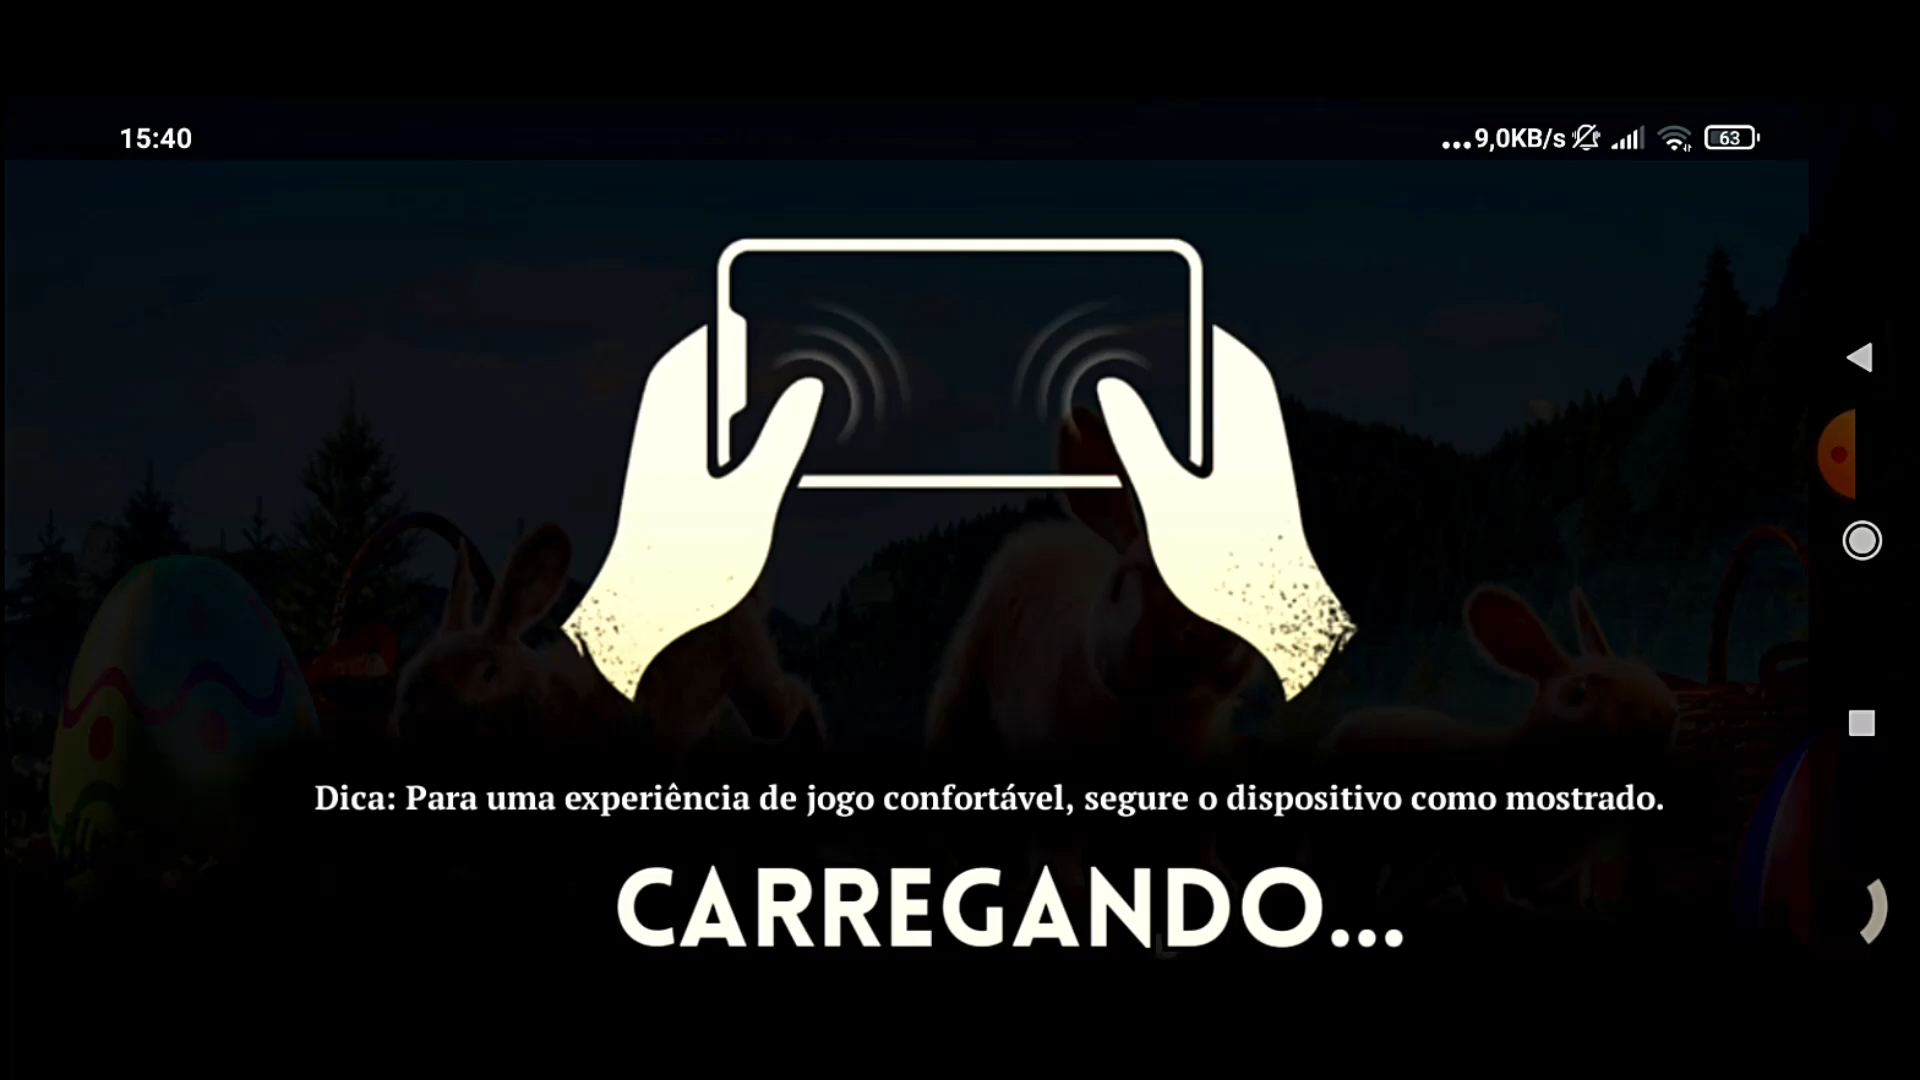 15:40
...9,0KB/s 63
Dica: Para uma experiência de jogo confortável, segure o dispositivo como mostrado.
CARREGANDO...